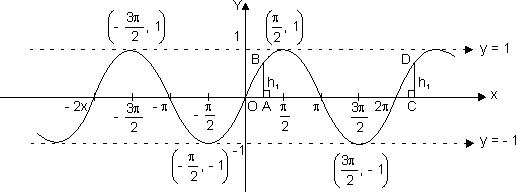 Y
(- 3π/2, 1)
(π/2, 1)
1
y = 1
B
D
h₁
h₁
x
- 2x
- 3π/2
- π
- π/2
O
A
π/2
π
3π/2
2π
C
-1
y = - 1
(- π/2, - 1)
(3π/2, - 1)